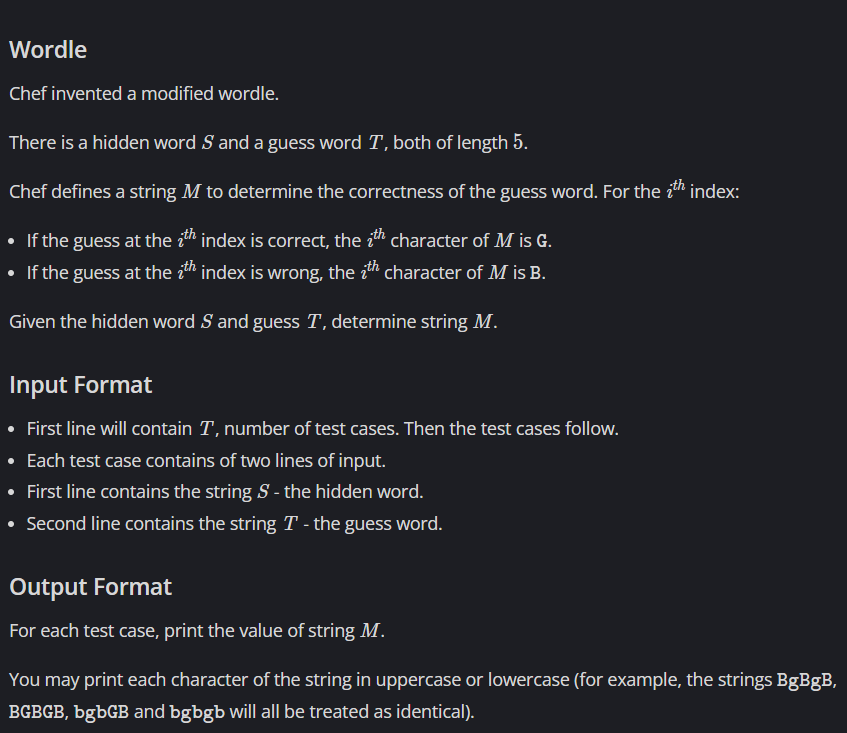 Wordle
Chef invented a modified wordle.
There is a hidden word S and a guess word T, both of length 5.
Chef defines a string M to determine the correctness of the guess word. For the i^th index:
• If the guess at the i^th index is correct, the i^th character of M is G.
• If the guess at the i^th index is wrong, the i^th character of M is B.
Given the hidden word S and guess T, determine string M.
Input Format
• First line will contain T, number of test cases. Then the test cases follow.
• Each test case contains of two lines of input.
• First line contains the string S - the hidden word.
• Second line contains the string T - the guess word.
Output Format
For each test case, print the value of string M.
You may print each character of the string in uppercase or lowercase (for example, the strings BgBgB,
BGBGB, bgbGB and bgbgb will all be treated as identical).